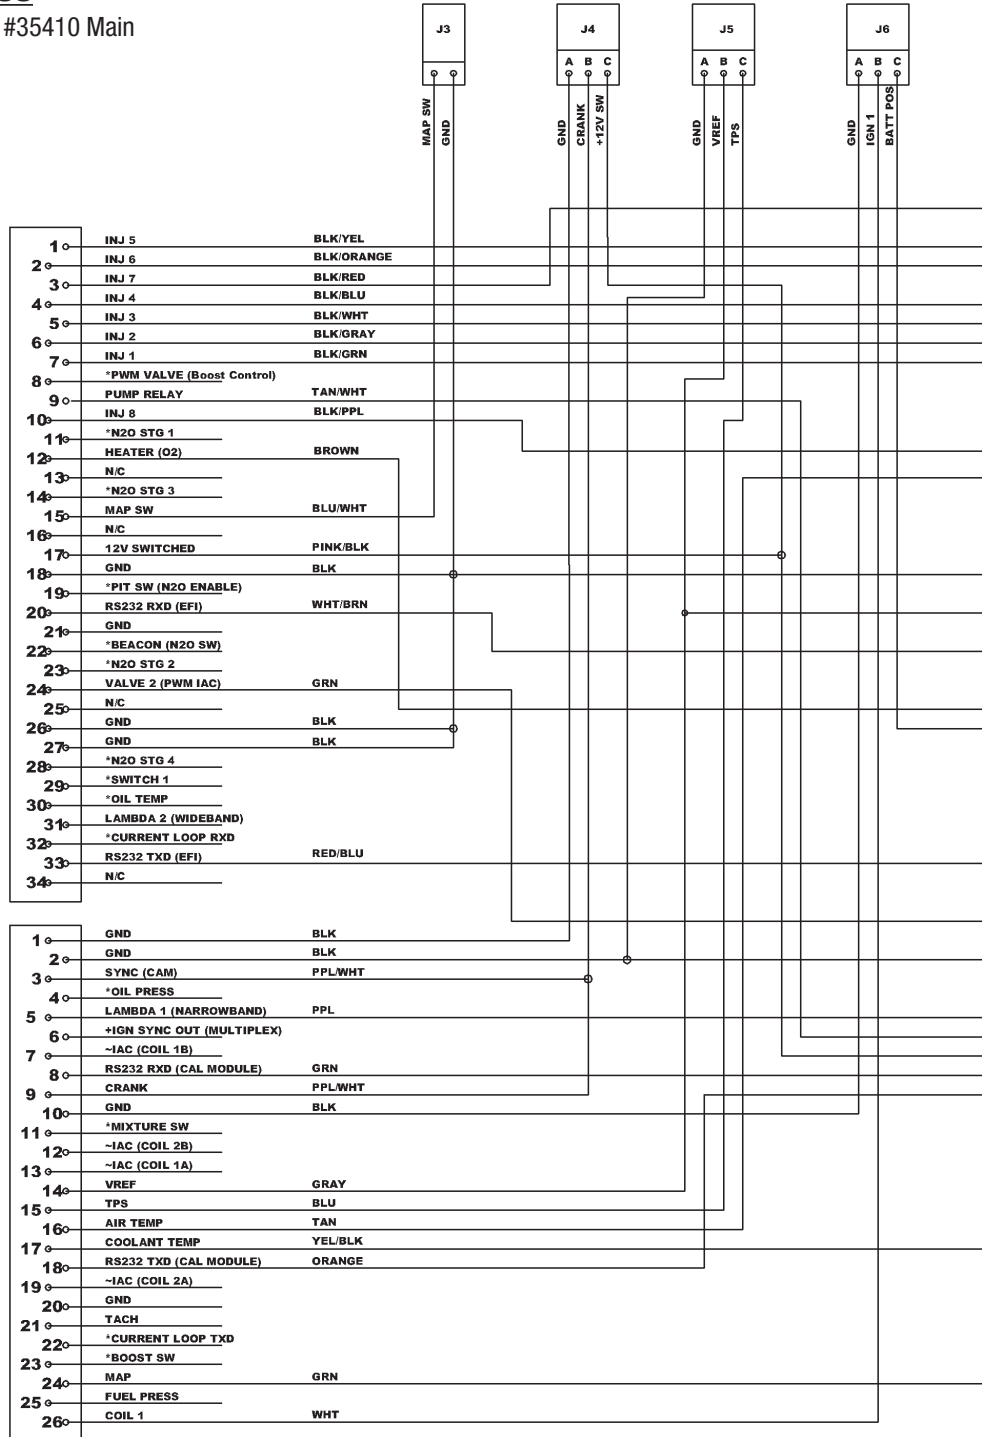 #35410 Main
J3
J4
J5
J6
A B C
A B C
A B C
MAP SW
GND
GND
CRANK
+12V SW
GND
VREF
TPS
GND
IGN 1
BATT POS
1 INJ 5 BLK/YEL
2 INJ 6 BLK/ORANGE
3 INJ 7 BLK/RED
4 INJ 4 BLK/BLU
5 INJ 3 BLK/WHT
6 INJ 2 BLK/GRAY
7 INJ 1 BLK/GRN
8 *PWM VALVE (Boost Control)
9 PUMP RELAY TAN/WHT
10 INJ 8 BLK/PPL
11 *N2O STG 1
12 HEATER (O2) BROWN
13 N/C
14 *N2O STG 3
15 MAP SW BLU/WHT
16 N/C
17 12V SWITCHED PINK/BLK
18 GND BLK
19 *PIT SW (N2O ENABLE)
20 RS232 RXD (EFI) WHT/BRN
21 GND
22 *BEACON (N2O SW)
23 *N2O STG 2
24 VALVE 2 (PWM IAC) GRN
25 N/C
26 GND BLK
27 GND BLK
28 *N2O STG 4
29 *SWITCH 1
30 *OIL TEMP
31 LAMBDA 2 (WIDEBAND)
32 *CURRENT LOOP RXD
33 RS232 TXD (EFI) RED/BLU
34 N/C
1 GND BLK
2 GND BLK
3 SYNC (CAM) PPL/WHT
4 *OIL PRESS
5 LAMBDA 1 (NARROWBAND) PPL
6 +IGN SYNC OUT (MULTIPLEX)
7 ~IAC (COIL 1B)
8 RS232 RXD (CAL MODULE) GRN
9 CRANK PPL/WHT
10 GND BLK
11 *MIXTURE SW
12 ~IAC (COIL 2B)
13 ~IAC (COIL 1A)
14 VREF GRAY
15 TPS BLU
16 AIR TEMP TAN
17 COOLANT TEMP YEL/BLK
18 RS232 TXD (CAL MODULE) ORANGE
19 ~IAC (COIL 2A)
20 GND
21 TACH
22 *CURRENT LOOP TXD
23 *BOOST SW
24 MAP GRN
25 FUEL PRESS
26 COIL 1 WHT